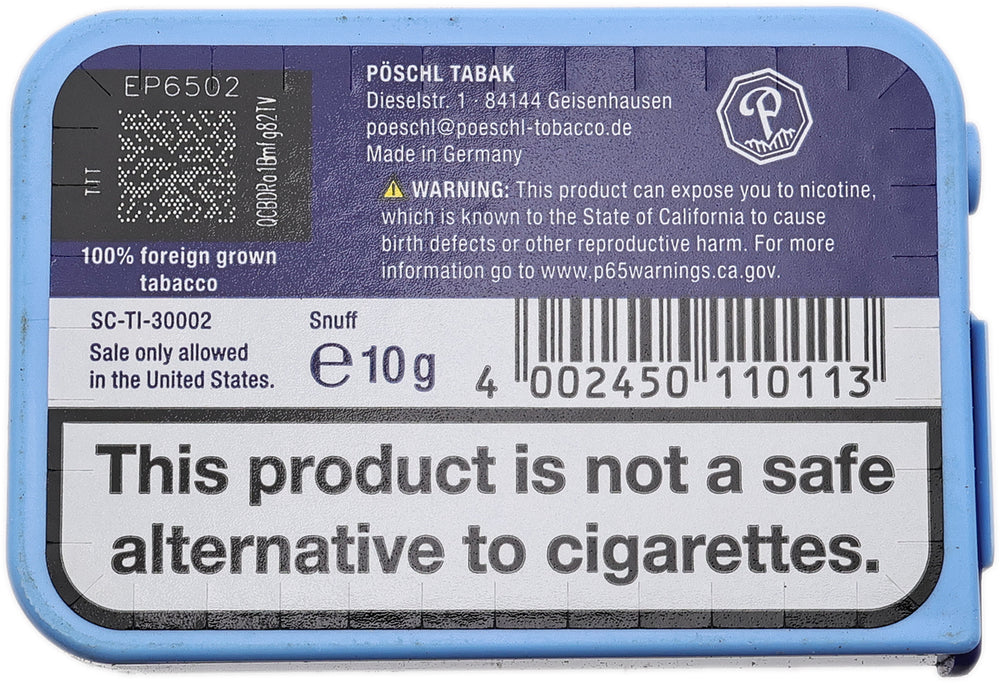 EP6502
TTT
PÖSCHL TABAK
Dieselstr. 1 · 84144 Geisenhausen
poeschl@poeschl-tobacco.de
Made in Germany
P
⚠ WARNING: This product can expose you to nicotine,
which is known to the State of California to cause
birth defects or other reproductive harm. For more
information go to www.p65warnings.ca.gov.
100% foreign grown
tabacco
SC-TI-30002
Sale only allowed
in the United States.
Snuff
℮ 10 g
4 002450 110113
This product is not a safe
alternative to cigarettes.